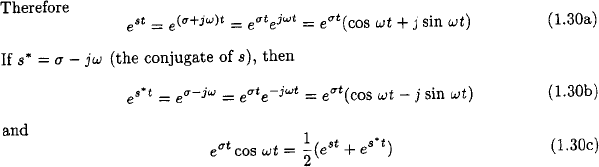 Therefore
e^{st} = e^{(σ+jω)t} = e^{σt}e^{jωt} = e^{σt}(cos ωt + j sin ωt) (1.30a)
If s* = σ − jω (the conjugate of s), then
e^{s*t} = e^{σ−jω} = e^{σt}e^{−jωt} = e^{σt}(cos ωt − j sin ωt) (1.30b)
and
e^{σt} cos ωt = \frac{1}{2}(e^{st} + e^{s*t}) (1.30c)